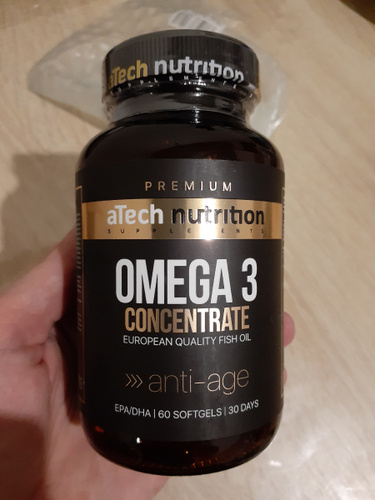 aTech nutrition
SUPPLEMENTS
PREMIUM
aTech nutrition
SUPPLEMENTS
OMEGA 3
CONCENTRATE
EUROPEAN QUALITY FISH OIL
››› anti-age
EPA/DHA | 60 SOFTGELS | 30 DAYS